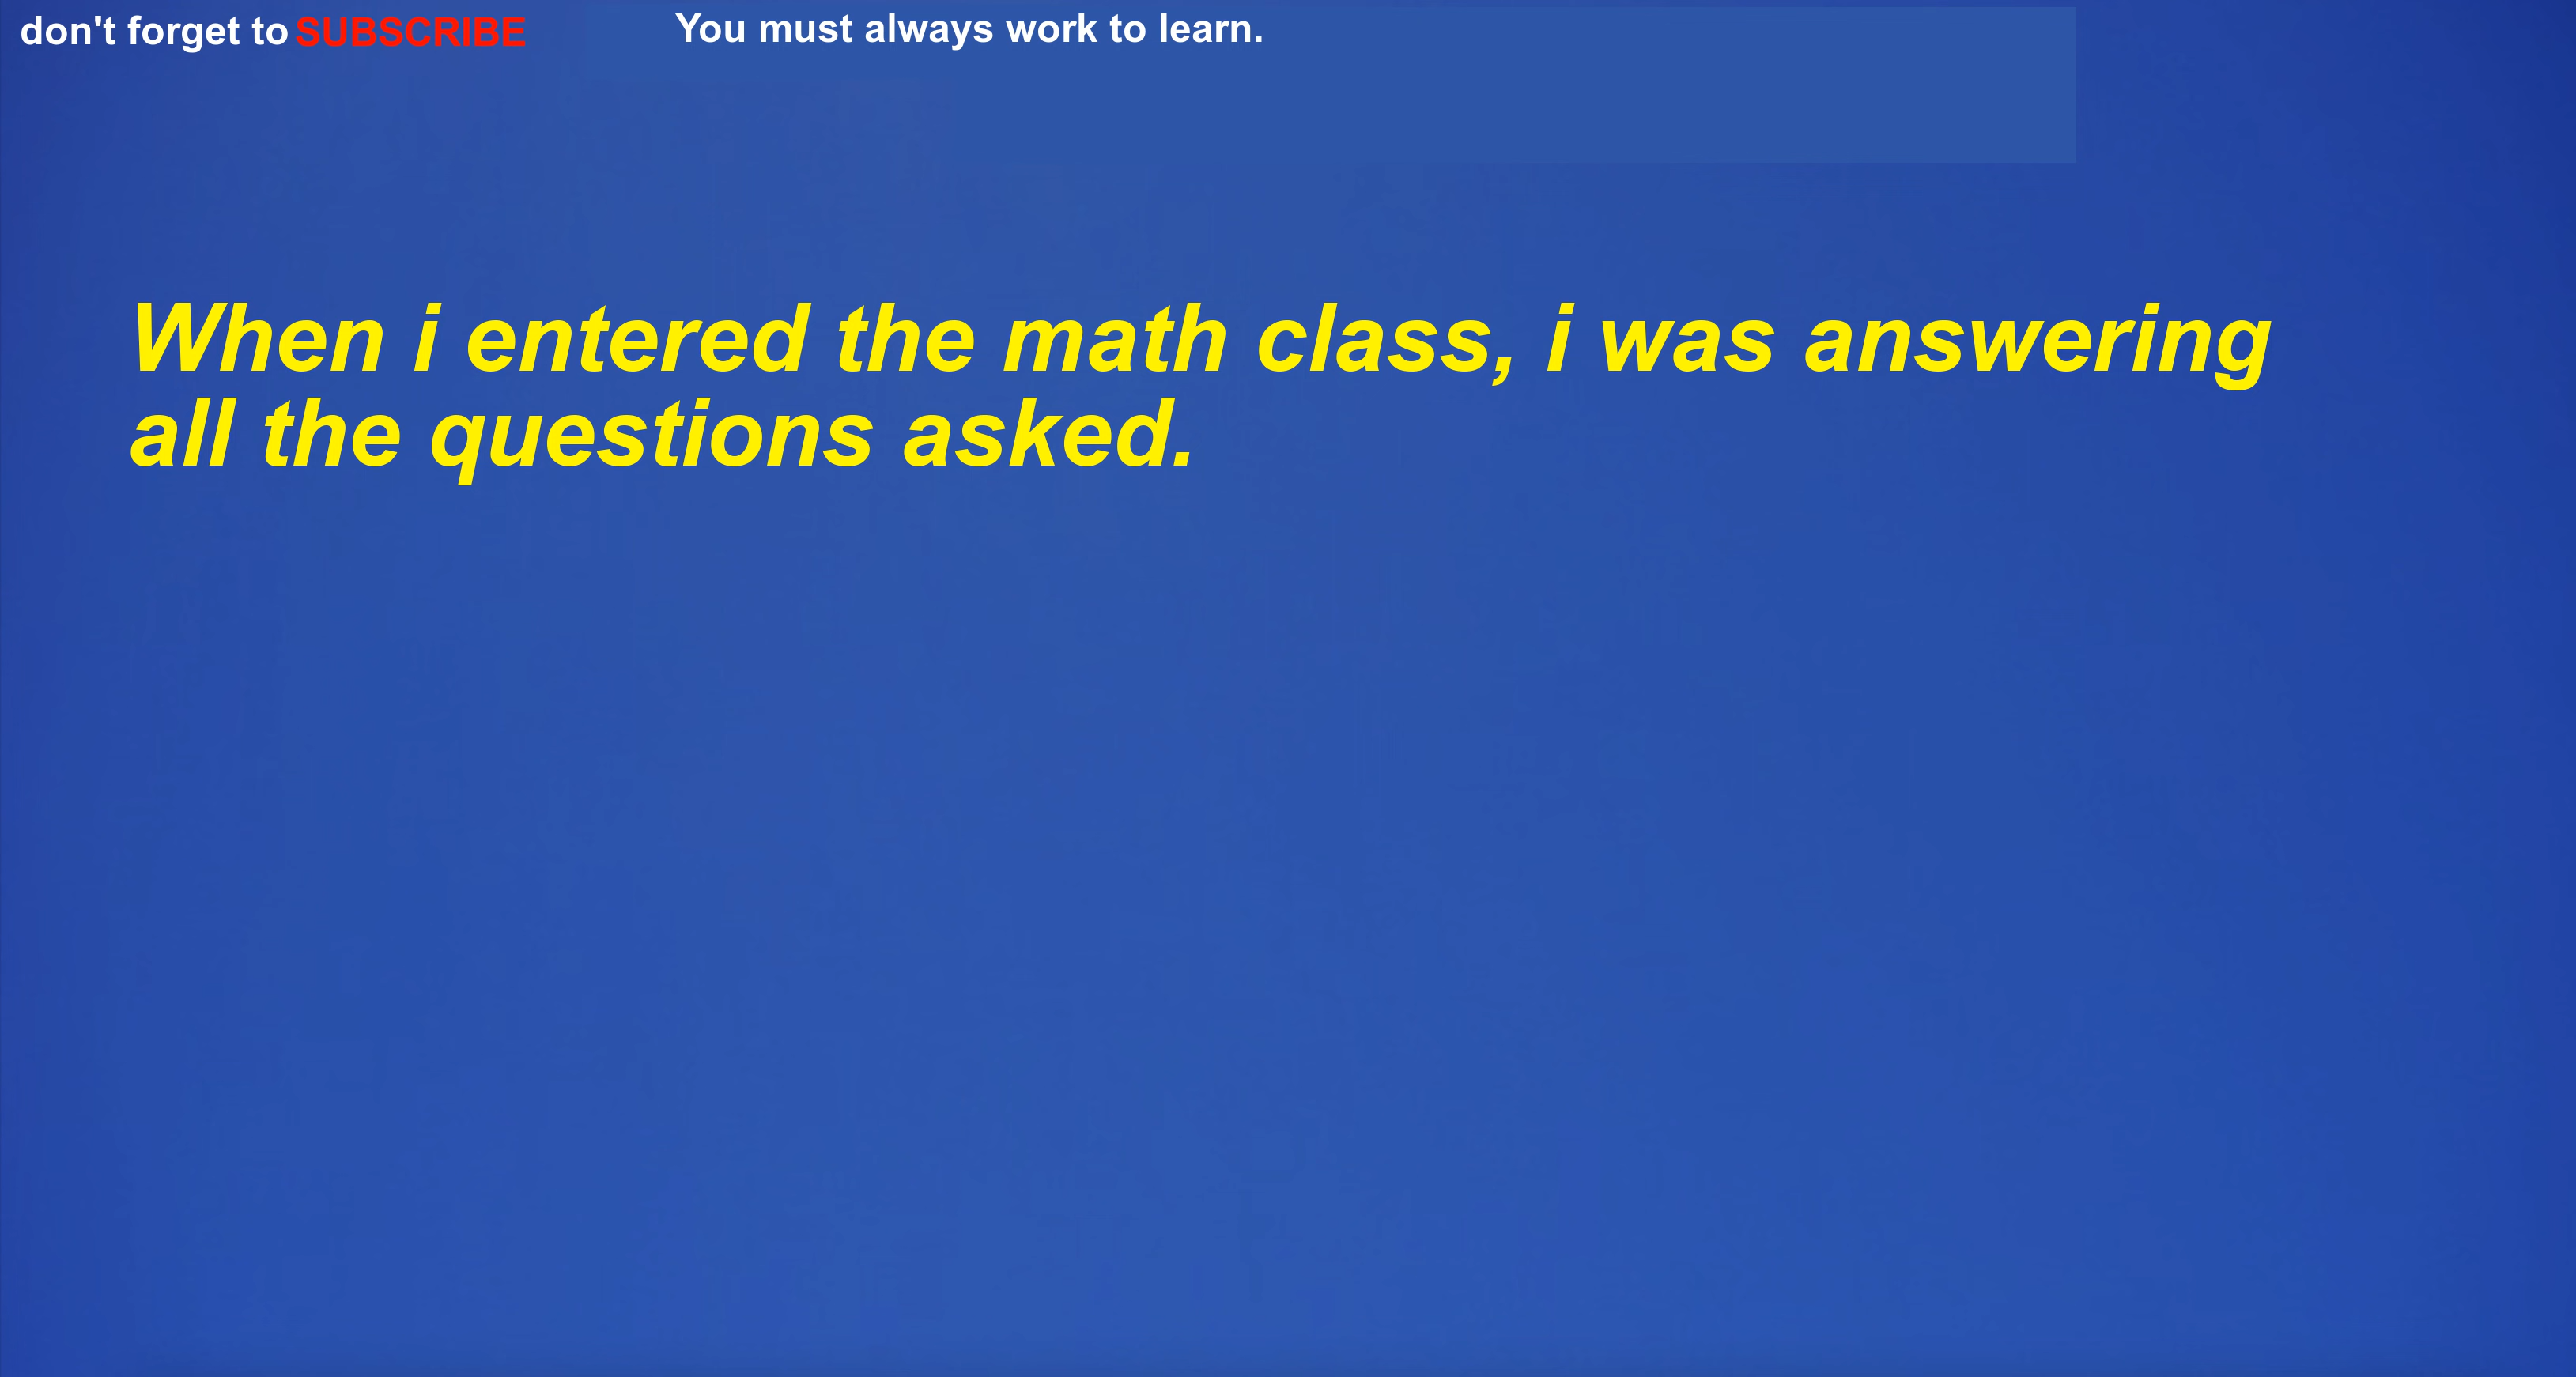 don't forget to SUBSCRIBE
You must always work to learn.
When i entered the math class, i was answering
all the questions asked.